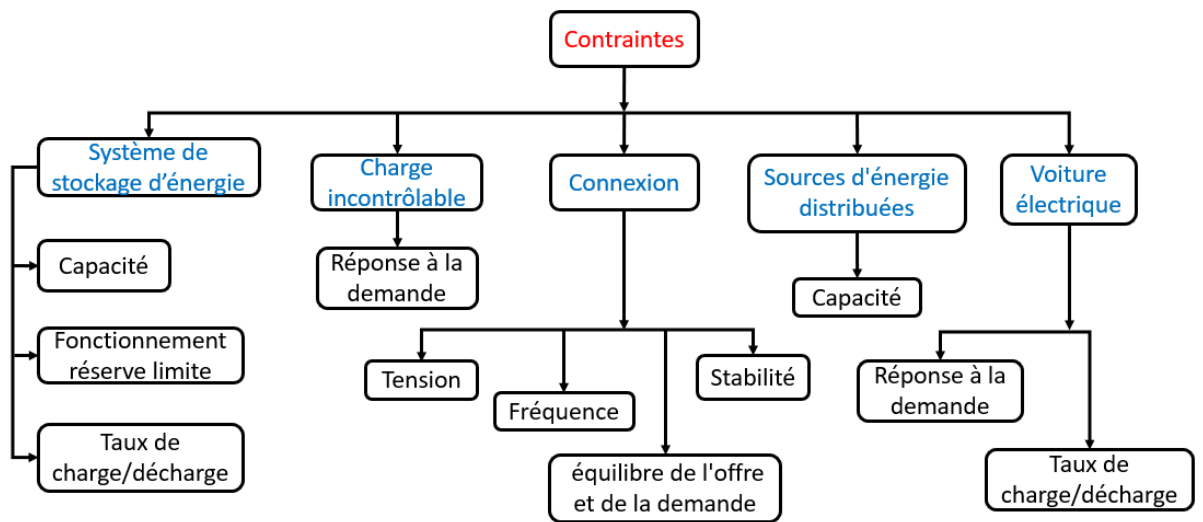 Contraintes
Système de
stockage d’énergie
Charge
incontrôlable
Connexion
Sources d'énergie
distribuées
Voiture
électrique
Capacité
Fonctionnement
réserve limite
Taux de
charge/décharge
Réponse à la
demande
Tension
Fréquence
équilibre de l'offre
et de la demande
Stabilité
Capacité
Réponse à la
demande
Taux de
charge/décharge